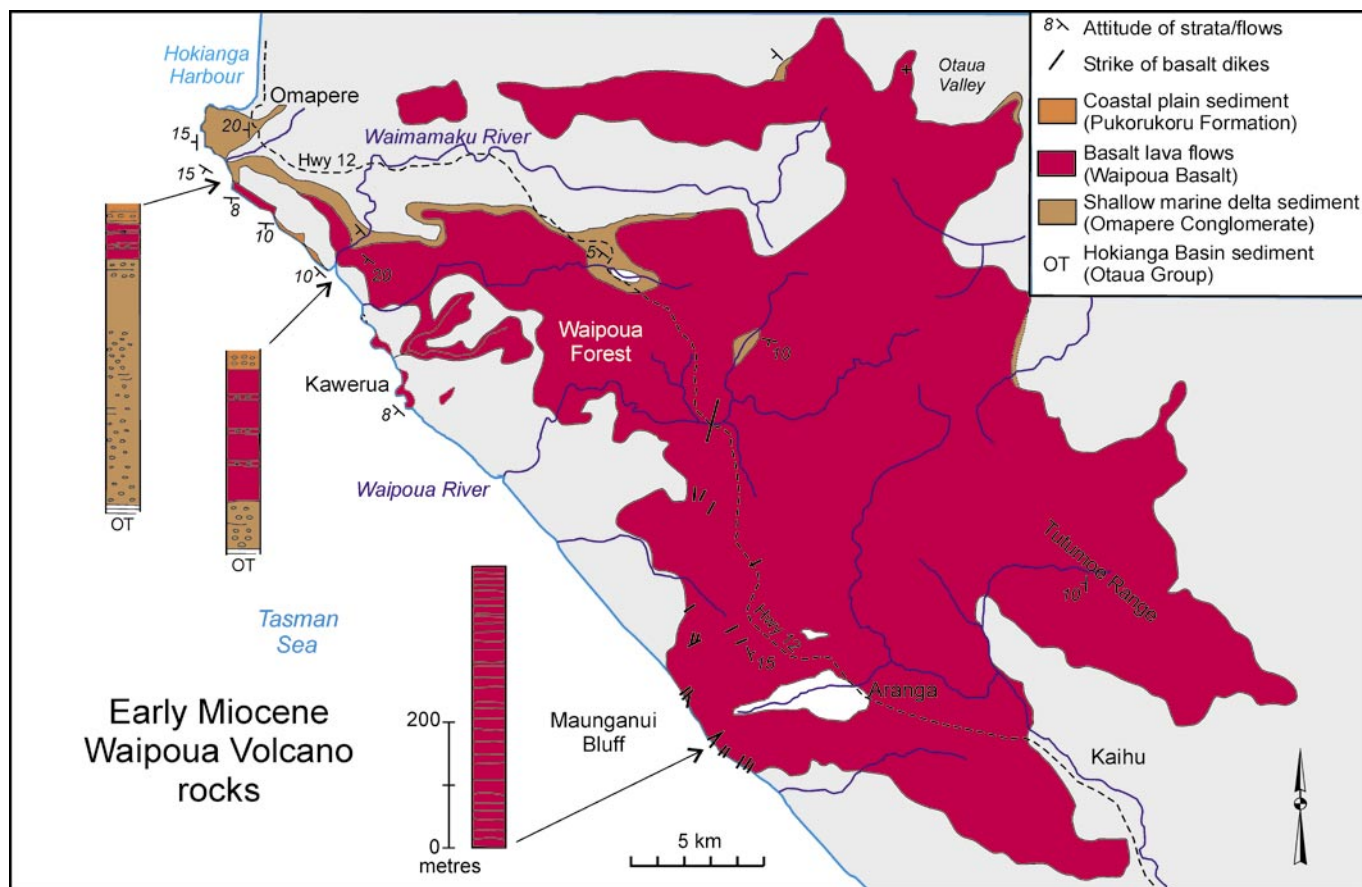 Hokianga
Harbour
Omapere
20
15
15
8
10
10
20
Waimamaku River
Hwy 12
5
Otaua
Valley
8 Attitude of strata/flows
Strike of basalt dikes
Coastal plain sediment
(Pukorukoru Formation)
Basalt lava flows
(Waipoua Basalt)
Shallow marine delta sediment
(Omapere Conglomerate)
OT Hokianga Basin sediment
(Otaua Group)
Waipoua
Forest
10
Kawerua
8
Waipoua River
OT
OT
Tasman
Sea
Tutumoe Range
10
Hwy 12
15
Aranga
Early Miocene
Waipoua Volcano
rocks
200
0
metres
Maunganui
Bluff
Kaihu
5 km